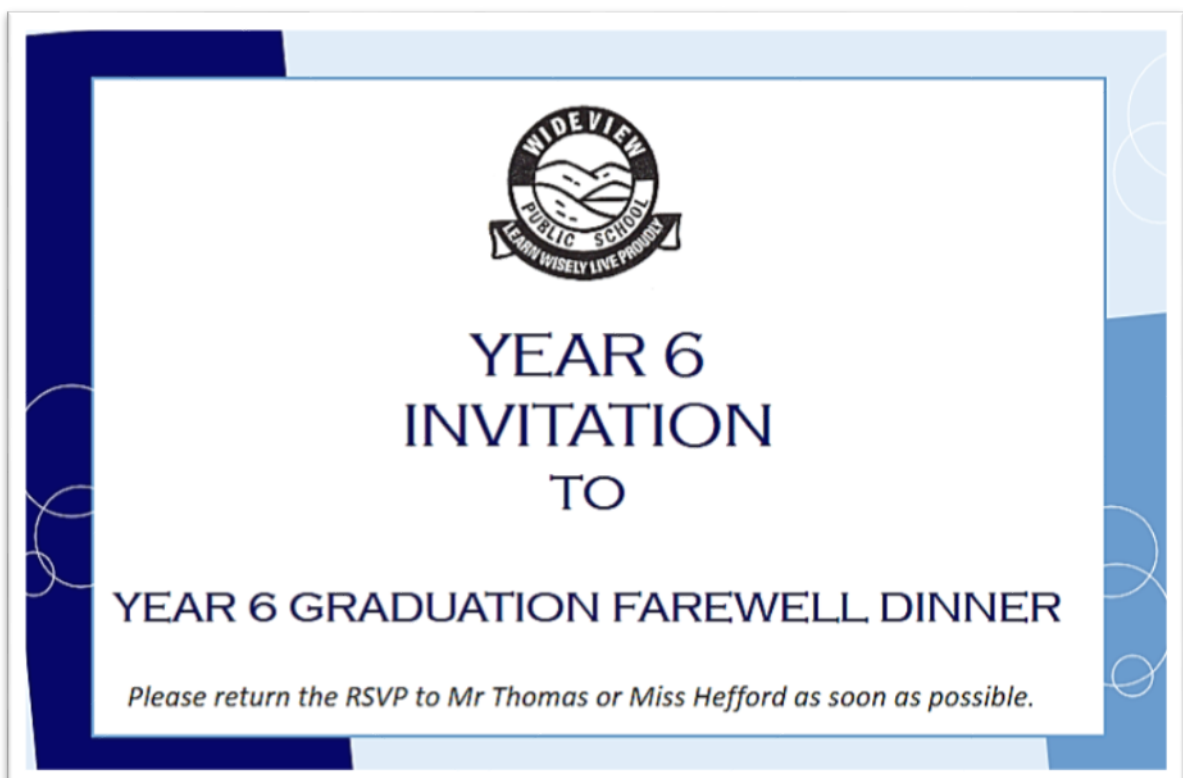 WIDEVIEW
PUBLIC SCHOOL
LEARN WISELY LIVE PROUDLY
YEAR 6
INVITATION
TO
YEAR 6 GRADUATION FAREWELL DINNER
Please return the RSVP to Mr Thomas or Miss Hefford as soon as possible.